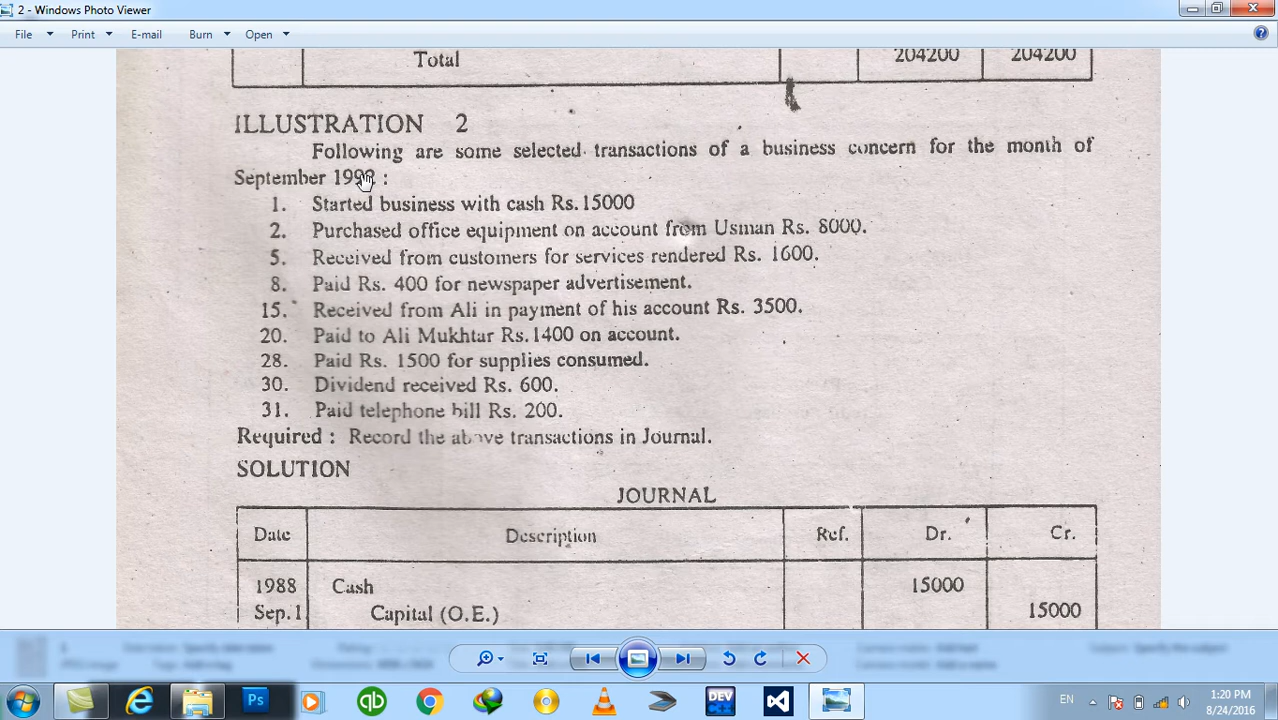 2 - Windows Photo Viewer
File Print E-mail Burn Open
Total 204200 204200
ILLUSTRATION 2
Following are some selected transactions of a business concern for the month of
September :
1. Started business with cash Rs. 15000
2. Purchased office equipment on account from Usman Rs. 8000.
5. Received from customers for services rendered Rs. 1600.
8. Paid Rs. 400 for newspaper advertisement.
15. Received from Ali in payment of his account Rs. 3500.
20. Paid to Ali Mukhtar Rs. 1400 on account.
28. Paid Rs. 1500 for supplies consumed.
30. Dividend received Rs. 600.
31. Paid telephone bill Rs. 200.
Required : Record the above transactions in Journal.
SOLUTION
JOURNAL
Date Description Ref. Dr. Cr.
1988 Cash 15000
Sep. 1 Capital (O.E.) 15000
Ps
qb
DEV
EN
1:20 PM
8/24/2016